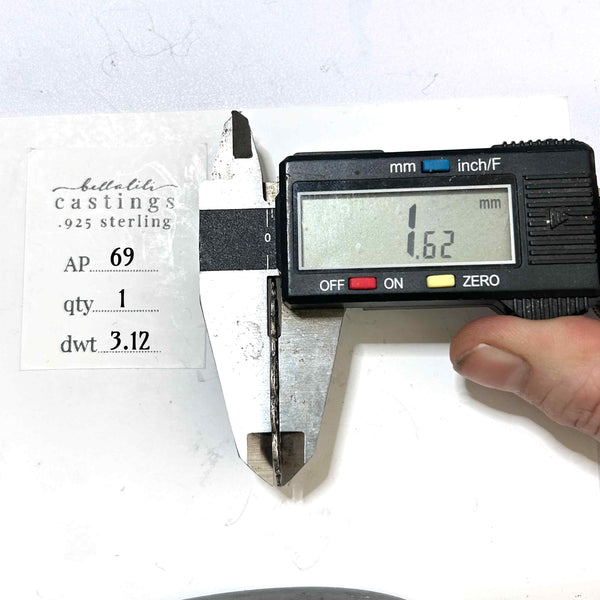 bellalili
castings
.925 sterling
AP 69
qty 1
dwt 3.12
mm inch/F
mm
1.62
OFF ON ZERO
0